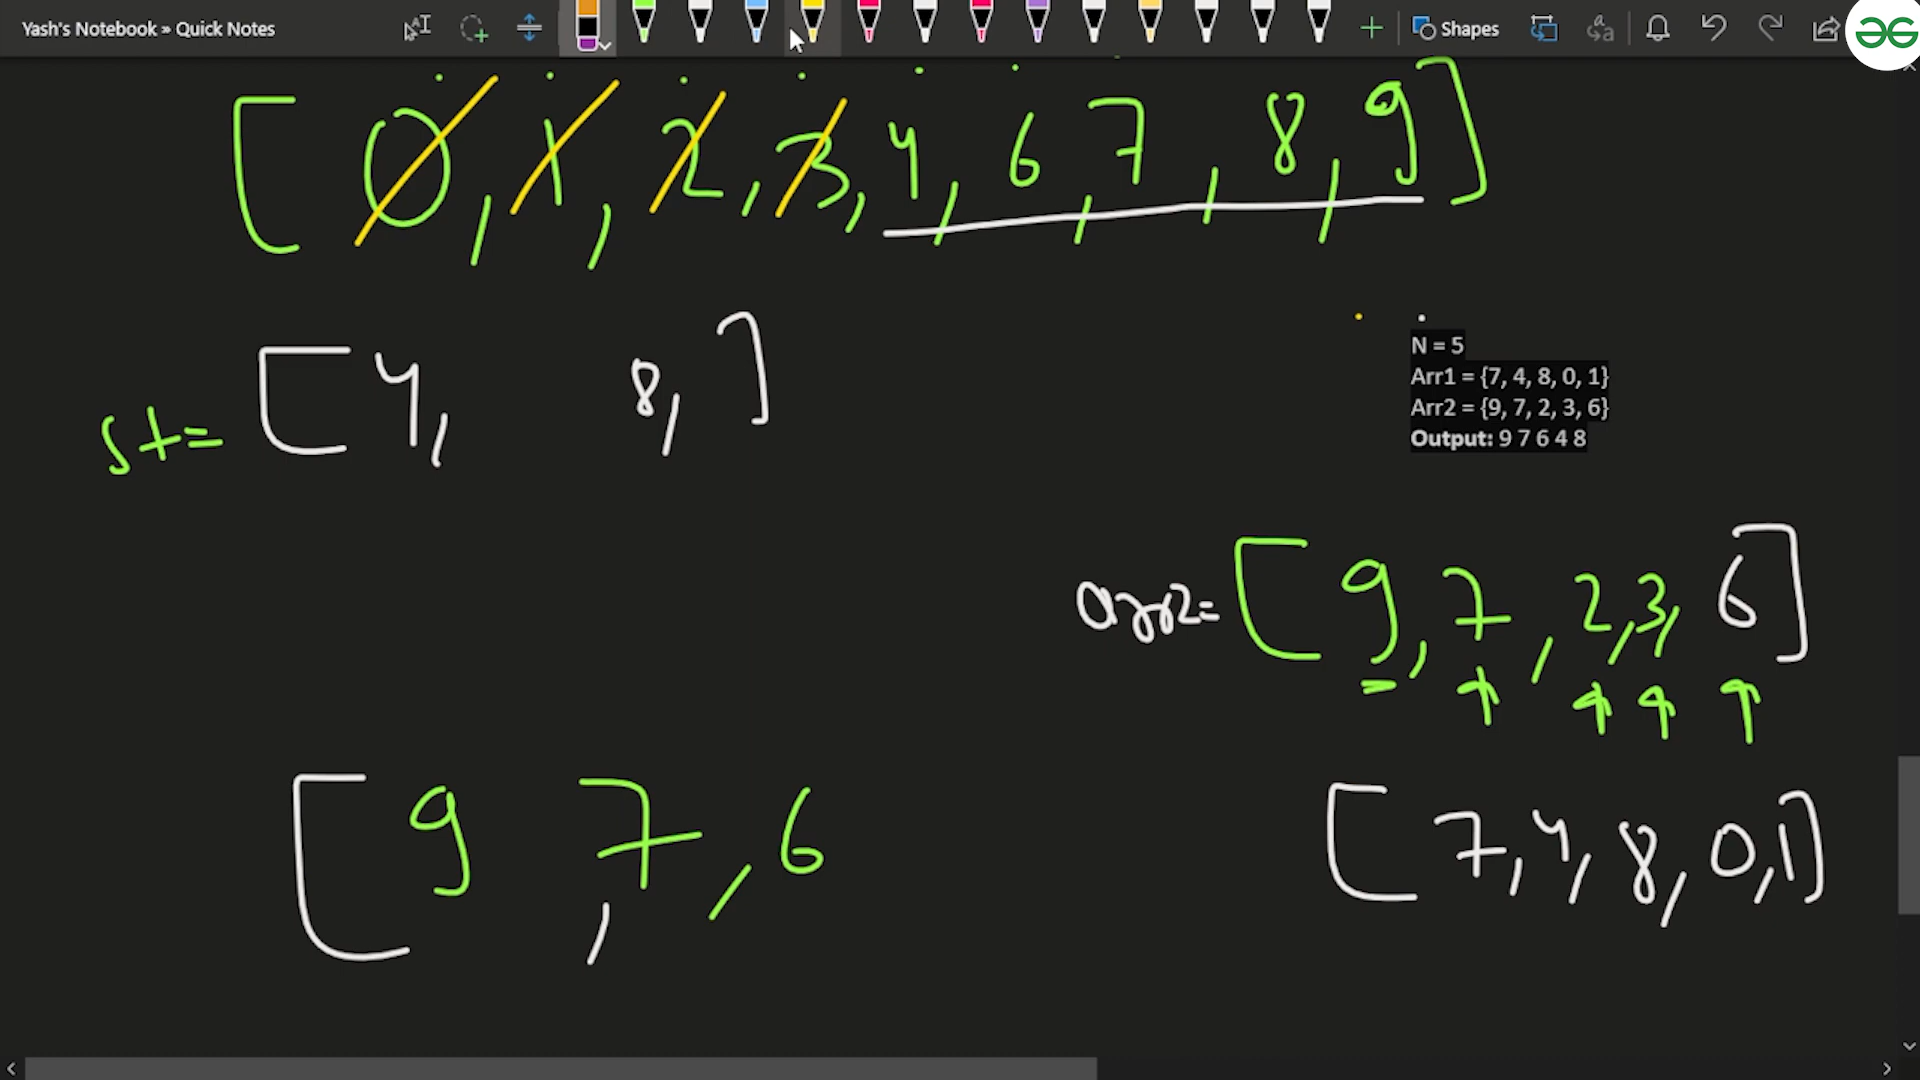 Yash's Notebook » Quick Notes
Shapes
[ 0, 1, 2, 3, 4, 6, 7, 8, 9 ]
N = 5
Arr1 = {7, 4, 8, 0, 1}
Arr2 = {9, 7, 2, 3, 6}
Output: 9 7 6 4 8
st= [ 4, 8, ]
arr2= [ 9, 7, 2, 3, 6 ]
[ 9, 7, 6
[ 7, 4, 8, 0, 1 ]